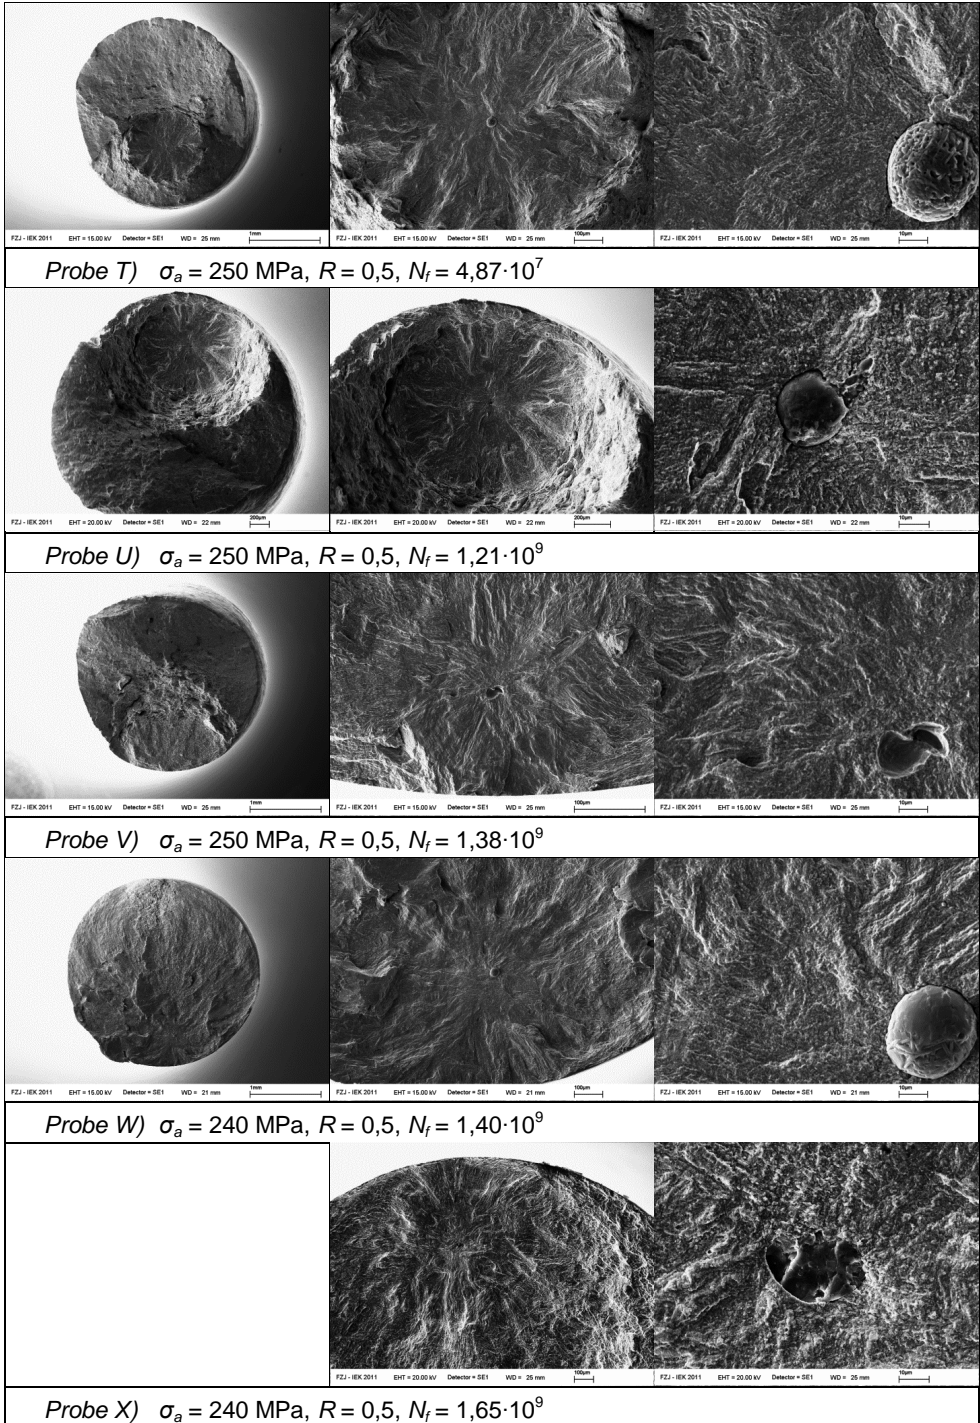 FZJ - IEK 2011 EHT = 15.00 kV Detector = SE1 WD = 25 mm 1mm
FZJ - IEK 2011 EHT = 15.00 kV Detector = SE1 WD = 25 mm 100µm
FZJ - IEK 2011 EHT = 15.00 kV Detector = SE1 WD = 25 mm 10µm
Probe T) σₐ = 250 MPa, R = 0,5, N_f = 4,87·10⁷
FZJ - IEK 2011 EHT = 20.00 kV Detector = SE1 WD = 22 mm 200µm
FZJ - IEK 2011 EHT = 20.00 kV Detector = SE1 WD = 22 mm 200µm
FZJ - IEK 2011 EHT = 20.00 kV Detector = SE1 WD = 22 mm 10µm
Probe U) σₐ = 250 MPa, R = 0,5, N_f = 1,21·10⁹
FZJ - IEK 2011 EHT = 15.00 kV Detector = SE1 WD = 25 mm 1mm
FZJ - IEK 2011 EHT = 15.00 kV Detector = SE1 WD = 25 mm 100µm
FZJ - IEK 2011 EHT = 15.00 kV Detector = SE1 WD = 25 mm 10µm
Probe V) σₐ = 250 MPa, R = 0,5, N_f = 1,38·10⁹
FZJ - IEK 2011 EHT = 15.00 kV Detector = SE1 WD = 21 mm 1mm
FZJ - IEK 2011 EHT = 15.00 kV Detector = SE1 WD = 21 mm 100µm
FZJ - IEK 2011 EHT = 15.00 kV Detector = SE1 WD = 21 mm 10µm
Probe W) σₐ = 240 MPa, R = 0,5, N_f = 1,40·10⁹
FZJ - IEK 2011 EHT = 20.00 kV Detector = SE1 WD = 25 mm 100µm
FZJ - IEK 2011 EHT = 20.00 kV Detector = SE1 WD = 25 mm 10µm
Probe X) σₐ = 240 MPa, R = 0,5, N_f = 1,65·10⁹